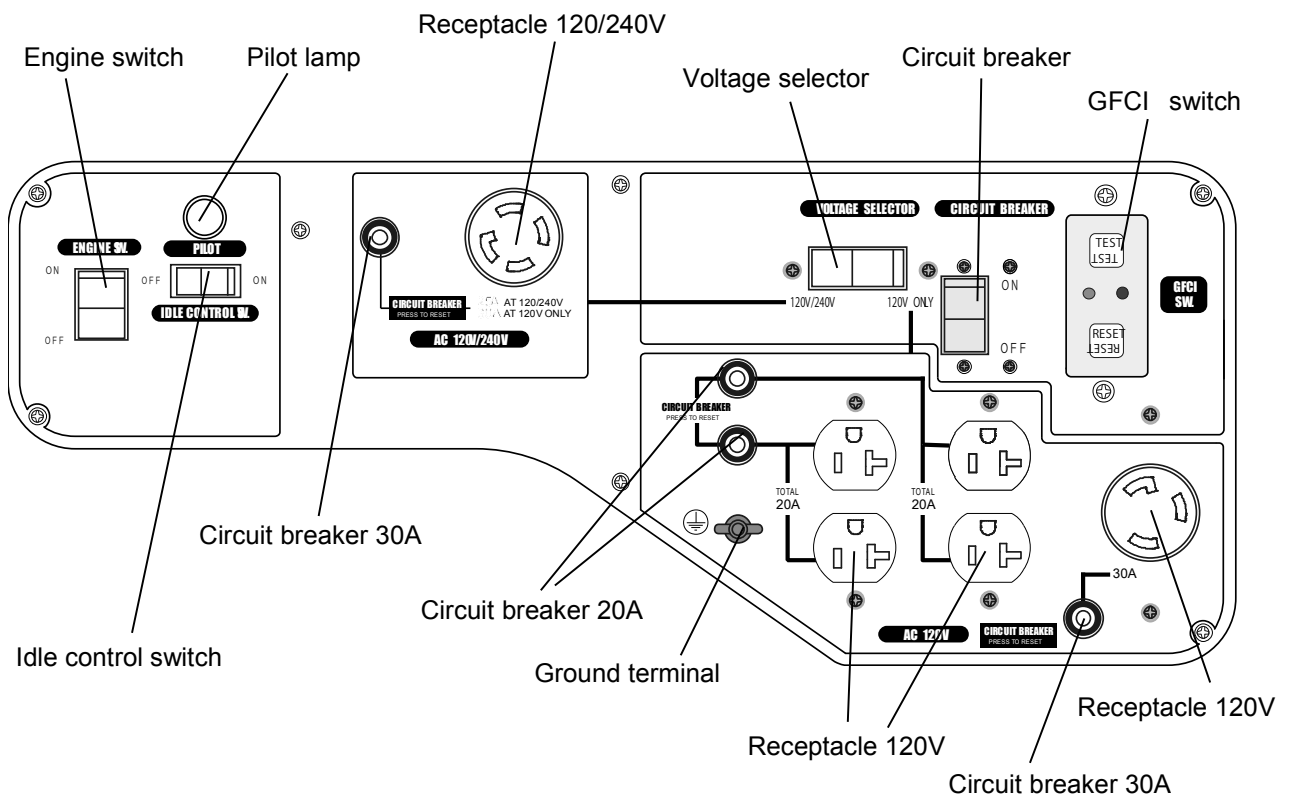 Receptacle 120/240V
Engine switch
Pilot lamp
Voltage selector
Circuit breaker
GFCI switch
VOLTAGE SELECTOR
CIRCUIT BREAKER
TEST
TEST
ENGINE SW.
PILOT
ON
OFF
ON
ON
GFCI
SW.
120V/240V
120V ONLY
CIRCUIT BREAKER
PRESS TO RESET
AT 120/240V
AT 120V ONLY
IDLE CONTROL SW.
OFF
AC 120V/240V
OFF
RESET
RESET
CIRCUIT BREAKER
PRESS TO RESET
TOTAL
20A
TOTAL
20A
30A
AC 120V
CIRCUIT BREAKER
PRESS TO RESET
Circuit breaker 30A
Circuit breaker 20A
Idle control switch
Ground terminal
Receptacle 120V
Receptacle 120V
Circuit breaker 30A